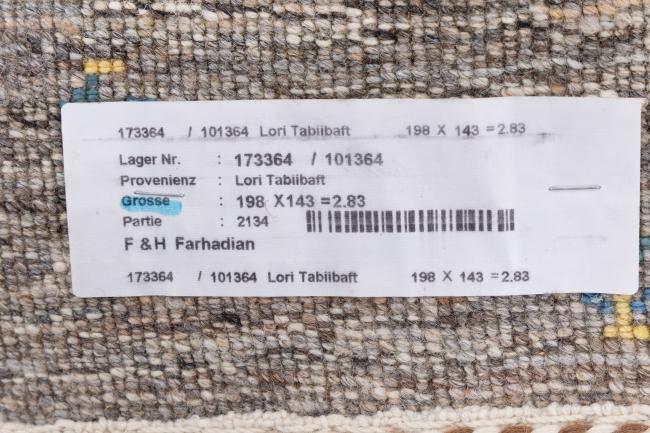 173364 / 101364 Lori Tabiibaft 198 X 143 = 2.83
Lager Nr. : 173364 / 101364
Provenienz : Lori Tabiibaft
Grosse : 198 X143 =2.83
Partie : 2134
F & H Farhadian
173364 / 101364 Lori Tabiibaft 198 X 143 = 2.83